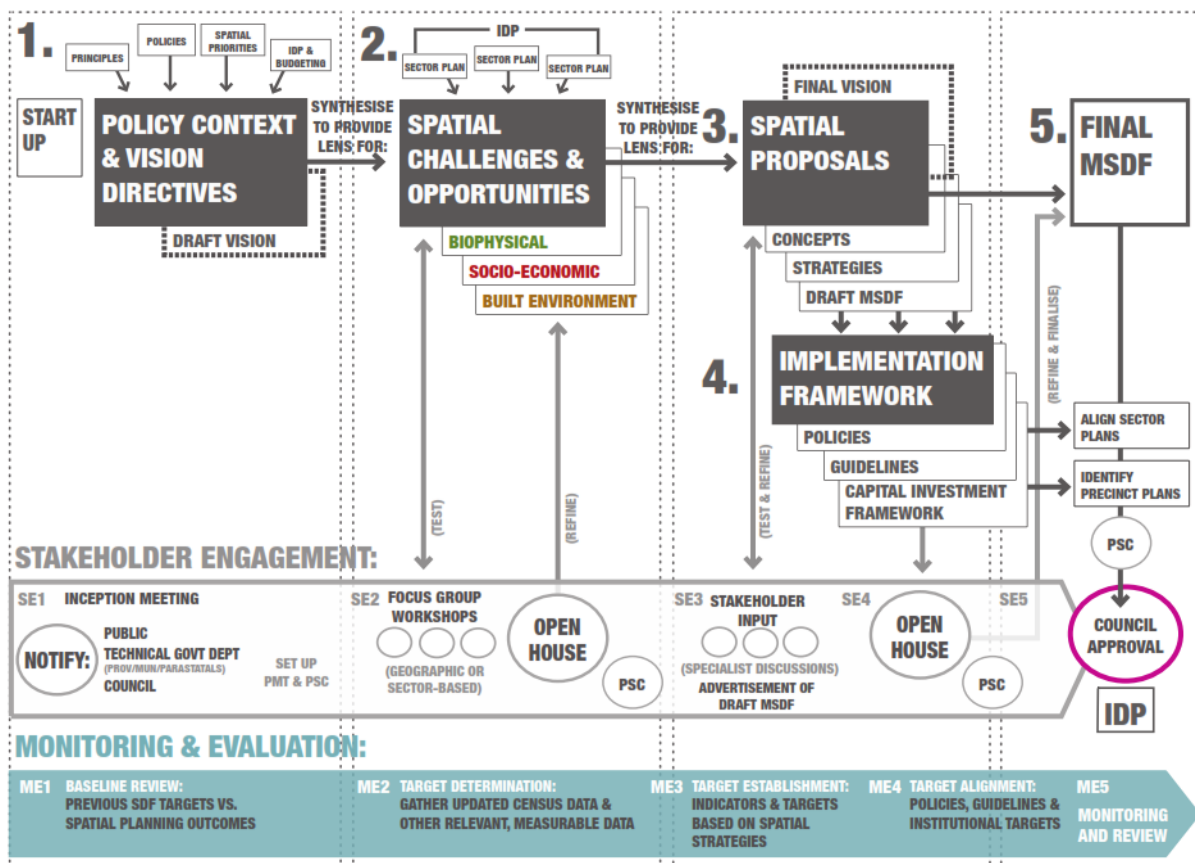 1.
PRINCIPLES
POLICIES
SPATIAL
PRIORITIES
IDP &
BUDGETING
START
UP
POLICY CONTEXT
& VISION
DIRECTIVES
DRAFT VISION
SYNTHESISE
TO PROVIDE
LENS FOR:
2.
IDP
SECTOR PLAN
SECTOR PLAN
SECTOR PLAN
SPATIAL
CHALLENGES &
OPPORTUNITIES
BIOPHYSICAL
SOCIO-ECONOMIC
BUILT ENVIRONMENT
SYNTHESISE
TO PROVIDE
LENS FOR:
3.
FINAL VISION
SPATIAL
PROPOSALS
CONCEPTS
STRATEGIES
DRAFT MSDF
4.
IMPLEMENTATION
FRAMEWORK
POLICIES
GUIDELINES
CAPITAL INVESTMENT
FRAMEWORK
5.
FINAL
MSDF
ALIGN SECTOR
PLANS
IDENTIFY
PRECINCT PLANS
PSC
(TEST)
(REFINE)
(TEST & REFINE)
(REFINE & FINALISE)
STAKEHOLDER ENGAGEMENT:
SE1 INCEPTION MEETING
NOTIFY:
PUBLIC
TECHNICAL GOVT DEPT
(PROV/MUN/PARASTATALS)
COUNCIL
SET UP
PMT & PSC
SE2 FOCUS GROUP
WORKSHOPS
(GEOGRAPHIC OR
SECTOR-BASED)
OPEN
HOUSE
PSC
SE3 STAKEHOLDER
INPUT
(SPECIALIST DISCUSSIONS)
ADVERTISEMENT OF
DRAFT MSDF
SE4
OPEN
HOUSE
PSC
SE5
COUNCIL
APPROVAL
IDP
MONITORING & EVALUATION:
ME1 BASELINE REVIEW:
PREVIOUS SDF TARGETS VS.
SPATIAL PLANNING OUTCOMES
ME2 TARGET DETERMINATION:
GATHER UPDATED CENSUS DATA &
OTHER RELEVANT, MEASURABLE DATA
ME3 TARGET ESTABLISHMENT:
INDICATORS & TARGETS
BASED ON SPATIAL
STRATEGIES
ME4 TARGET ALIGNMENT:
POLICIES, GUIDELINES &
INSTITUTIONAL TARGETS
ME5
MONITORING
AND REVIEW